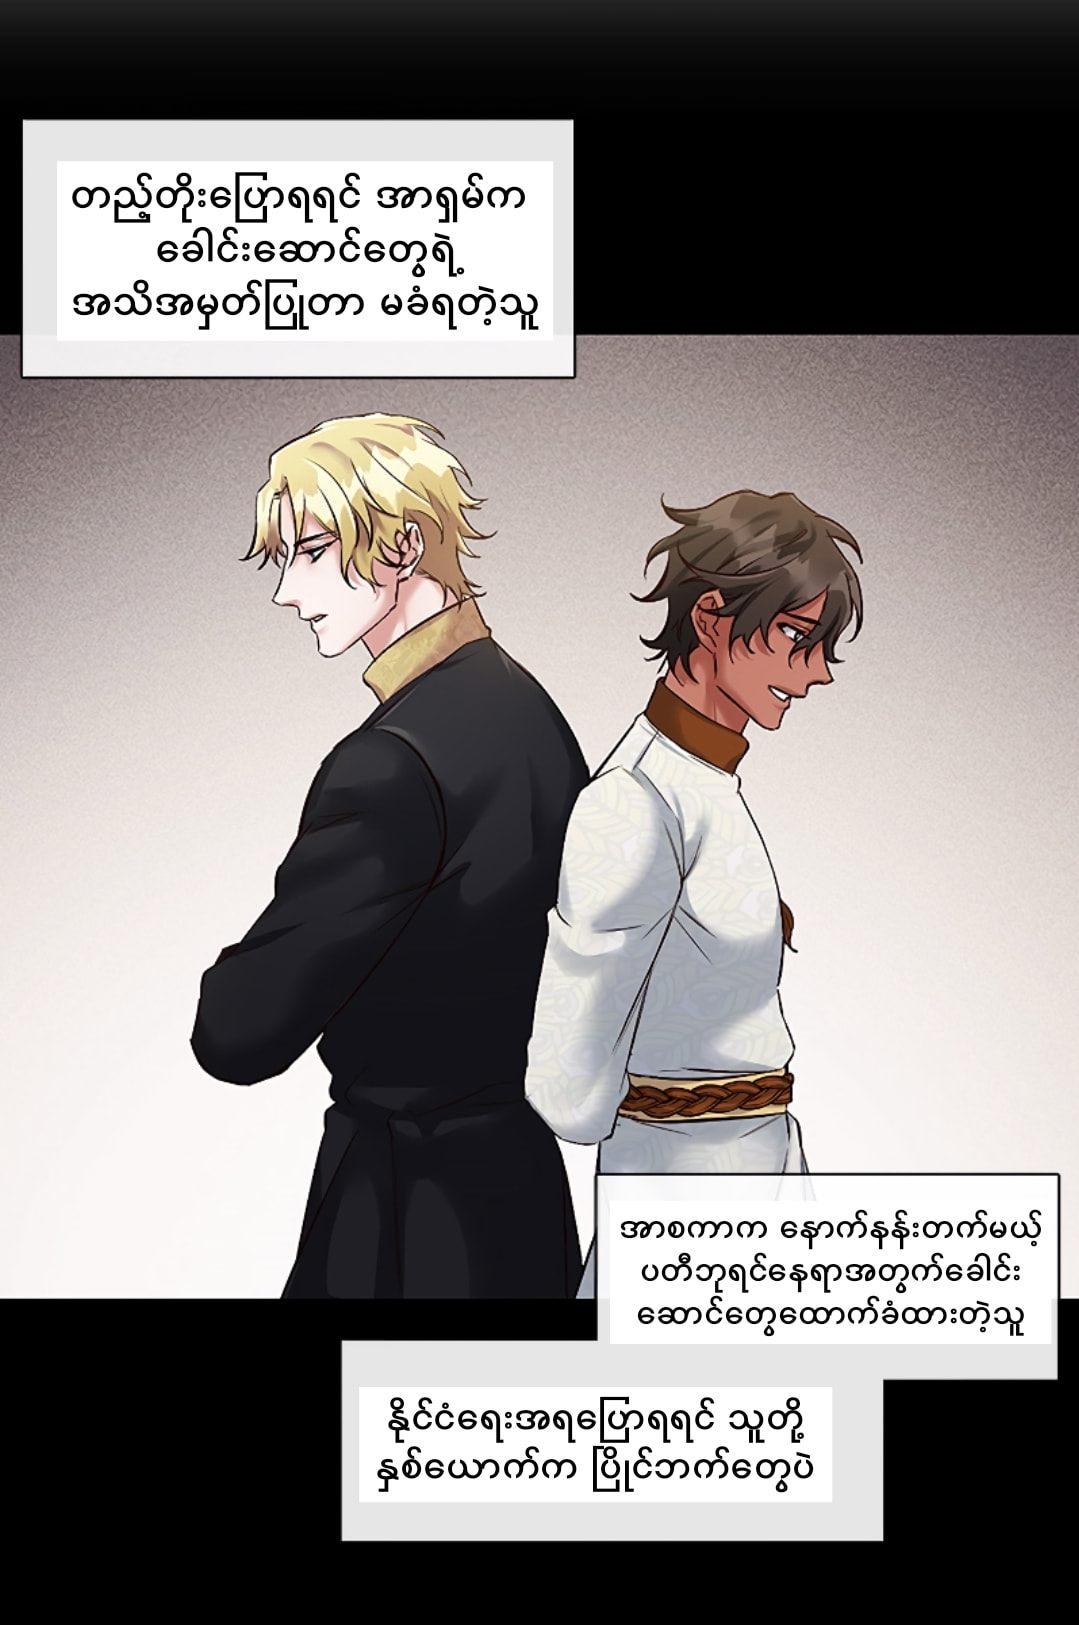 တည့်တိုးပြောရရင် အာရှမ်က
ခေါင်းဆောင်တွေရဲ့
အသိအမှတ်ပြုတာ မခံရတဲ့သူ
အာစကာက နောက်နန်းတက်မယ့်
ပတီဘုရင်နေရာအတွက်ခေါင်း
ဆောင်တွေထောက်ခံထားတဲ့သူ
နိုင်ငံရေးအရပြောရရင် သူတို့
နှစ်ယောက်က ပြိုင်ဘက်တွေပဲ